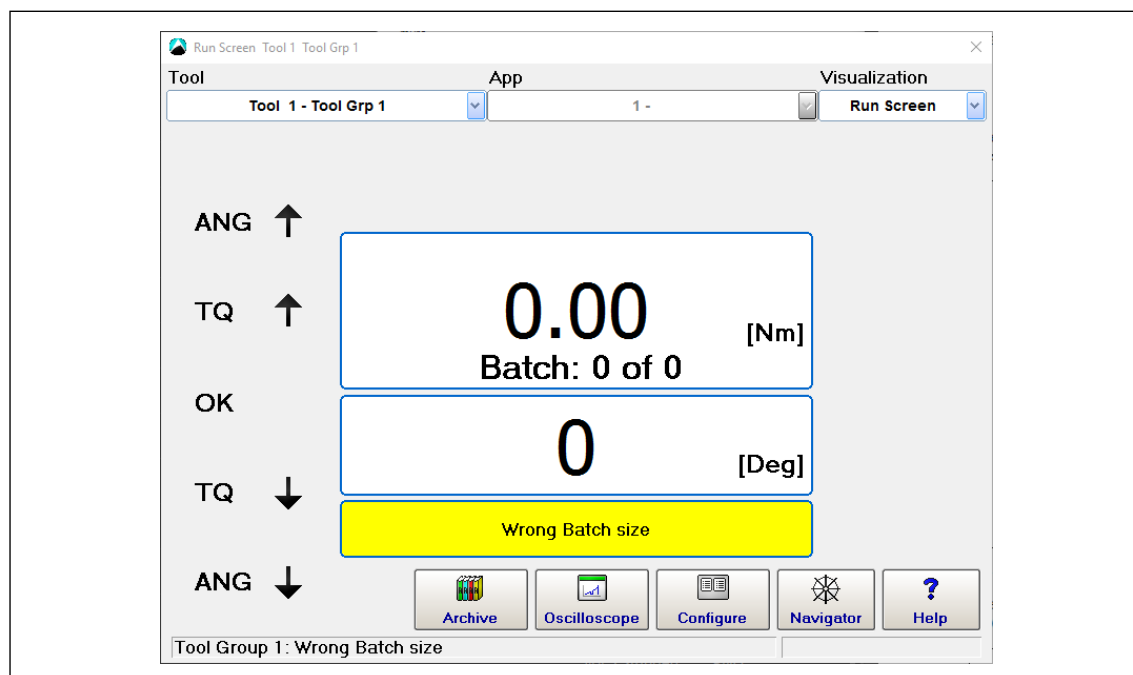 Run Screen Tool 1 Tool Grp 1
Tool App Visualization
Tool 1 - Tool Grp 1 1 - Run Screen
ANG
TQ
0.00 [Nm]
Batch: 0 of 0
OK
0 [Deg]
TQ
Wrong Batch size
ANG
Archive Oscilloscope Configure Navigator Help
Tool Group 1: Wrong Batch size